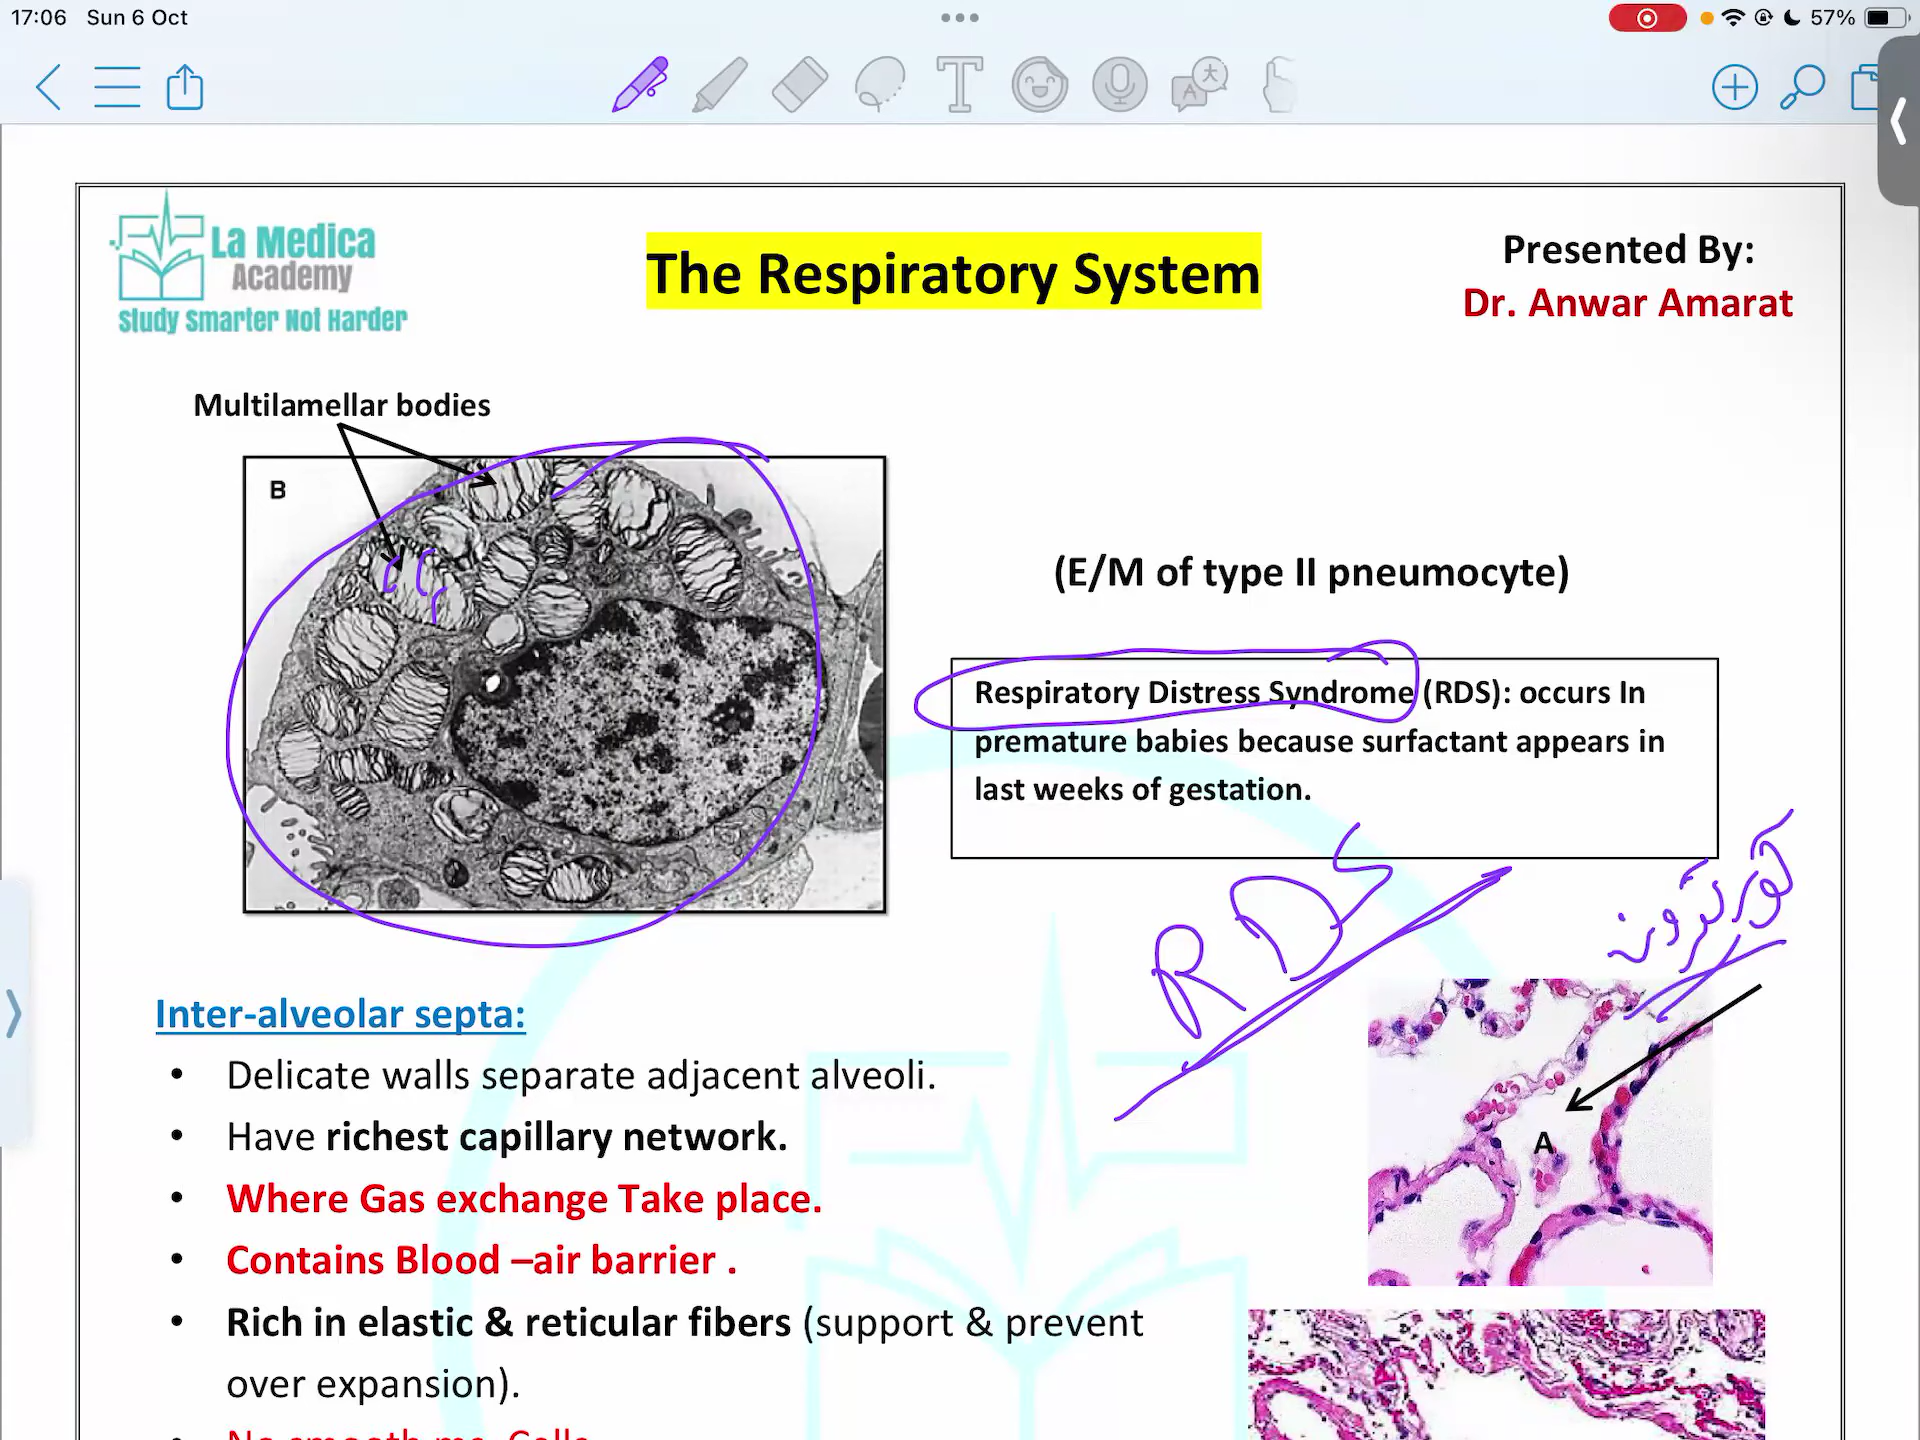 17:06 Sun 6 Oct
57%
La Medica
Academy
Study Smarter Not Harder
The Respiratory System
Presented By:
Dr. Anwar Amarat
Multilamellar bodies
B
(E/M of type II pneumocyte)
Respiratory Distress Syndrome (RDS): occurs In
premature babies because surfactant appears in
last weeks of gestation.
RDS
A
Inter-alveolar septa:
• Delicate walls separate adjacent alveoli.
• Have richest capillary network.
• Where Gas exchange Take place.
• Contains Blood –air barrier .
• Rich in elastic & reticular fibers (support & prevent
over expansion).